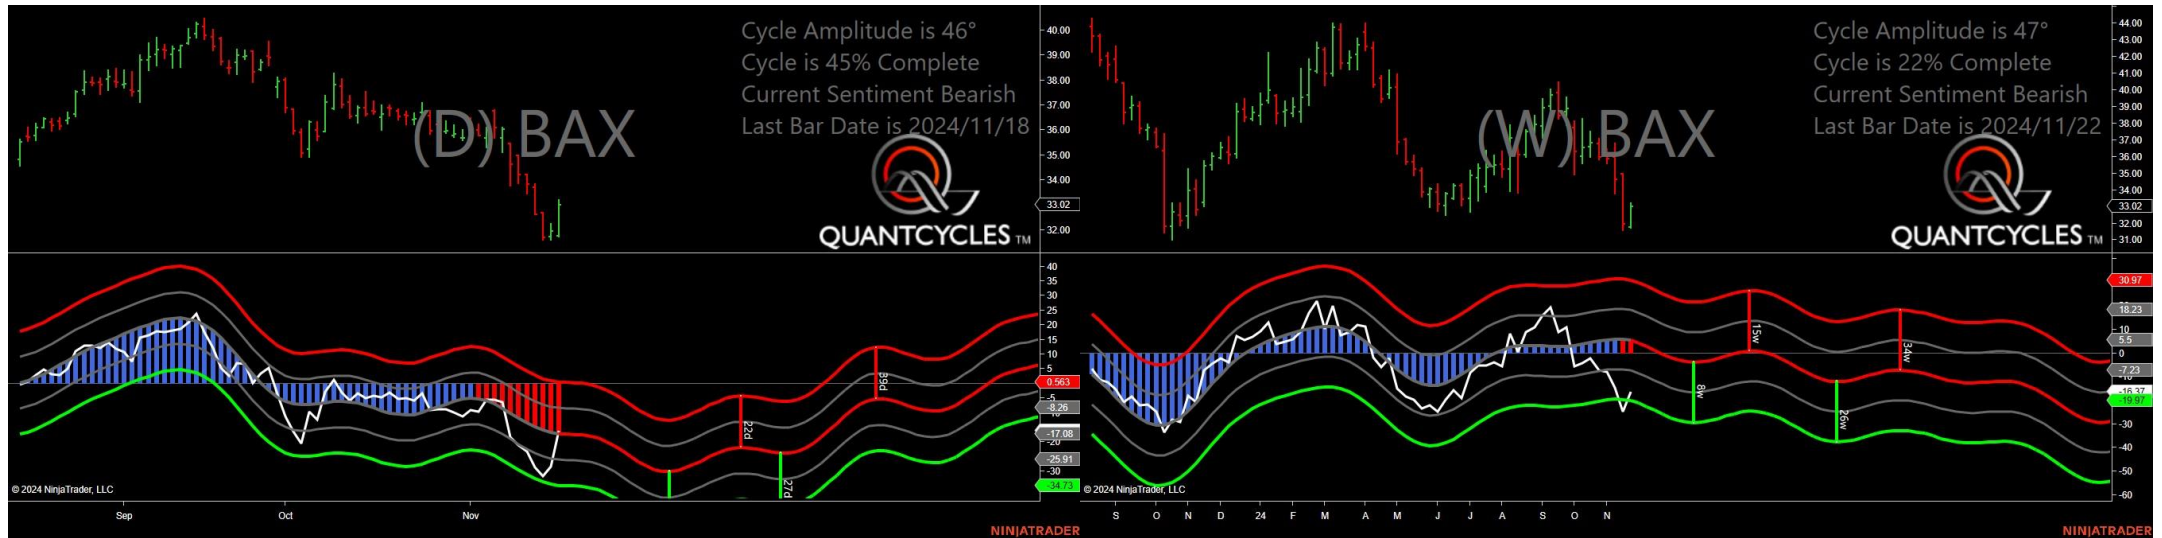 Cycle Amplitude is 46°
Cycle is 45% Complete
Current Sentiment Bearish
Last Bar Date is 2024/11/18
(D) BAX
QUANTCYCLES TM
40.00
39.00
38.00
37.00
36.00
35.00
34.00
33.02
32.00
40
35
30
25
20
15
10
5
0.563
-5
-8.26
-17.08
-20
-25.91
-30
-34.73
22d
27d
89d
© 2024 NinjaTrader, LLC
Sep Oct Nov
NINJATRADER
Cycle Amplitude is 47°
Cycle is 22% Complete
Current Sentiment Bearish
Last Bar Date is 2024/11/22
(W) BAX
QUANTCYCLES TM
44.00
43.00
42.00
41.00
40.00
39.00
38.00
37.00
36.00
35.00
34.00
33.02
32.00
31.00
30.97
18.23
10
5.5
0
-7.23
-16.37
-19.97
-30
-40
-50
-60
8w
15w
26w
34w
© 2024 NinjaTrader, LLC
S O N D 24 F M A M J J A S O N
NINJATRADER